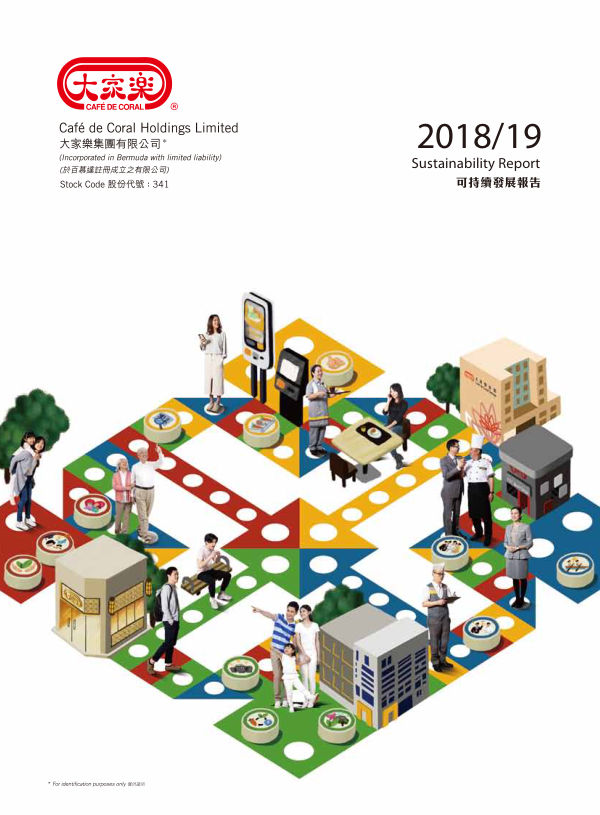 大家樂
CAFÉ DE CORAL
®
Café de Coral Holdings Limited
大家樂集團有限公司*
(Incorporated in Bermuda with limited liability)
(於百慕達註冊成立之有限公司)
Stock Code 股份代號：341
2018/19
Sustainability Report
可持續發展報告
* For identification purposes only 僅供識別